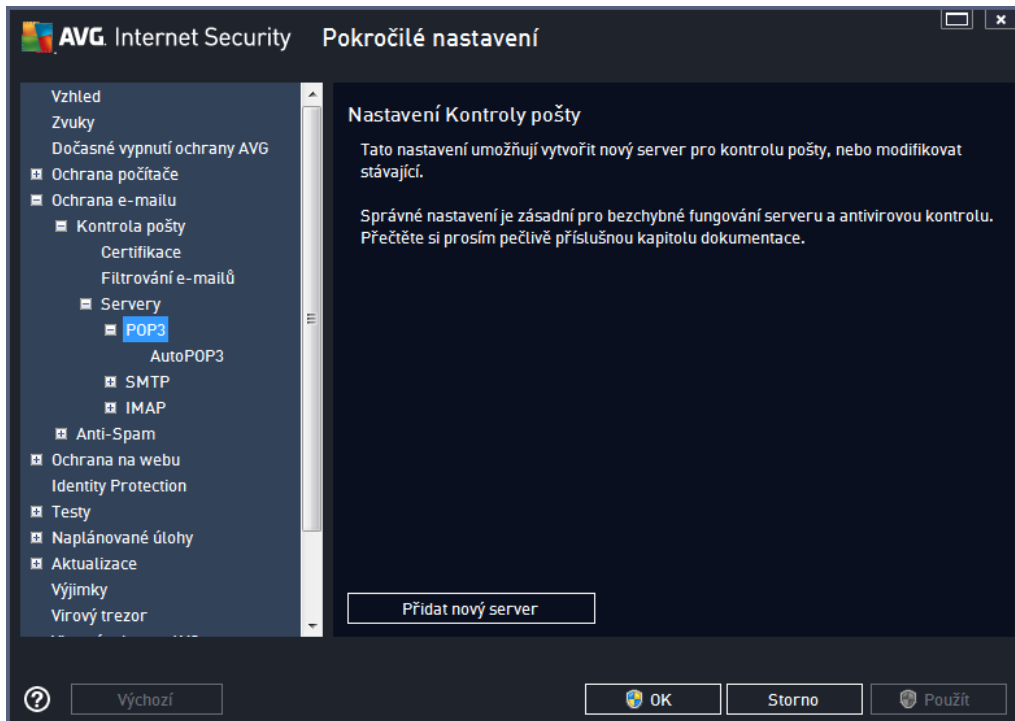 AVG. Internet Security Pokročilé nastavení
Vzhled
Zvuky
Dočasné vypnutí ochrany AVG
Ochrana počítače
Ochrana e-mailu
Kontrola pošty
Certifikace
Filtrování e-mailů
Servery
POP3
AutoPOP3
SMTP
IMAP
Anti-Spam
Ochrana na webu
Identity Protection
Testy
Naplánované úlohy
Aktualizace
Výjimky
Virový trezor
Nastavení Kontroly pošty
Tato nastavení umožňují vytvořit nový server pro kontrolu pošty, nebo modifikovat
stávající.
Správné nastavení je zásadní pro bezchybné fungování serveru a antivirovou kontrolu.
Přečtěte si prosím pečlivě příslušnou kapitolu dokumentace.
Přidat nový server
Výchozí
OK
Storno
Použít